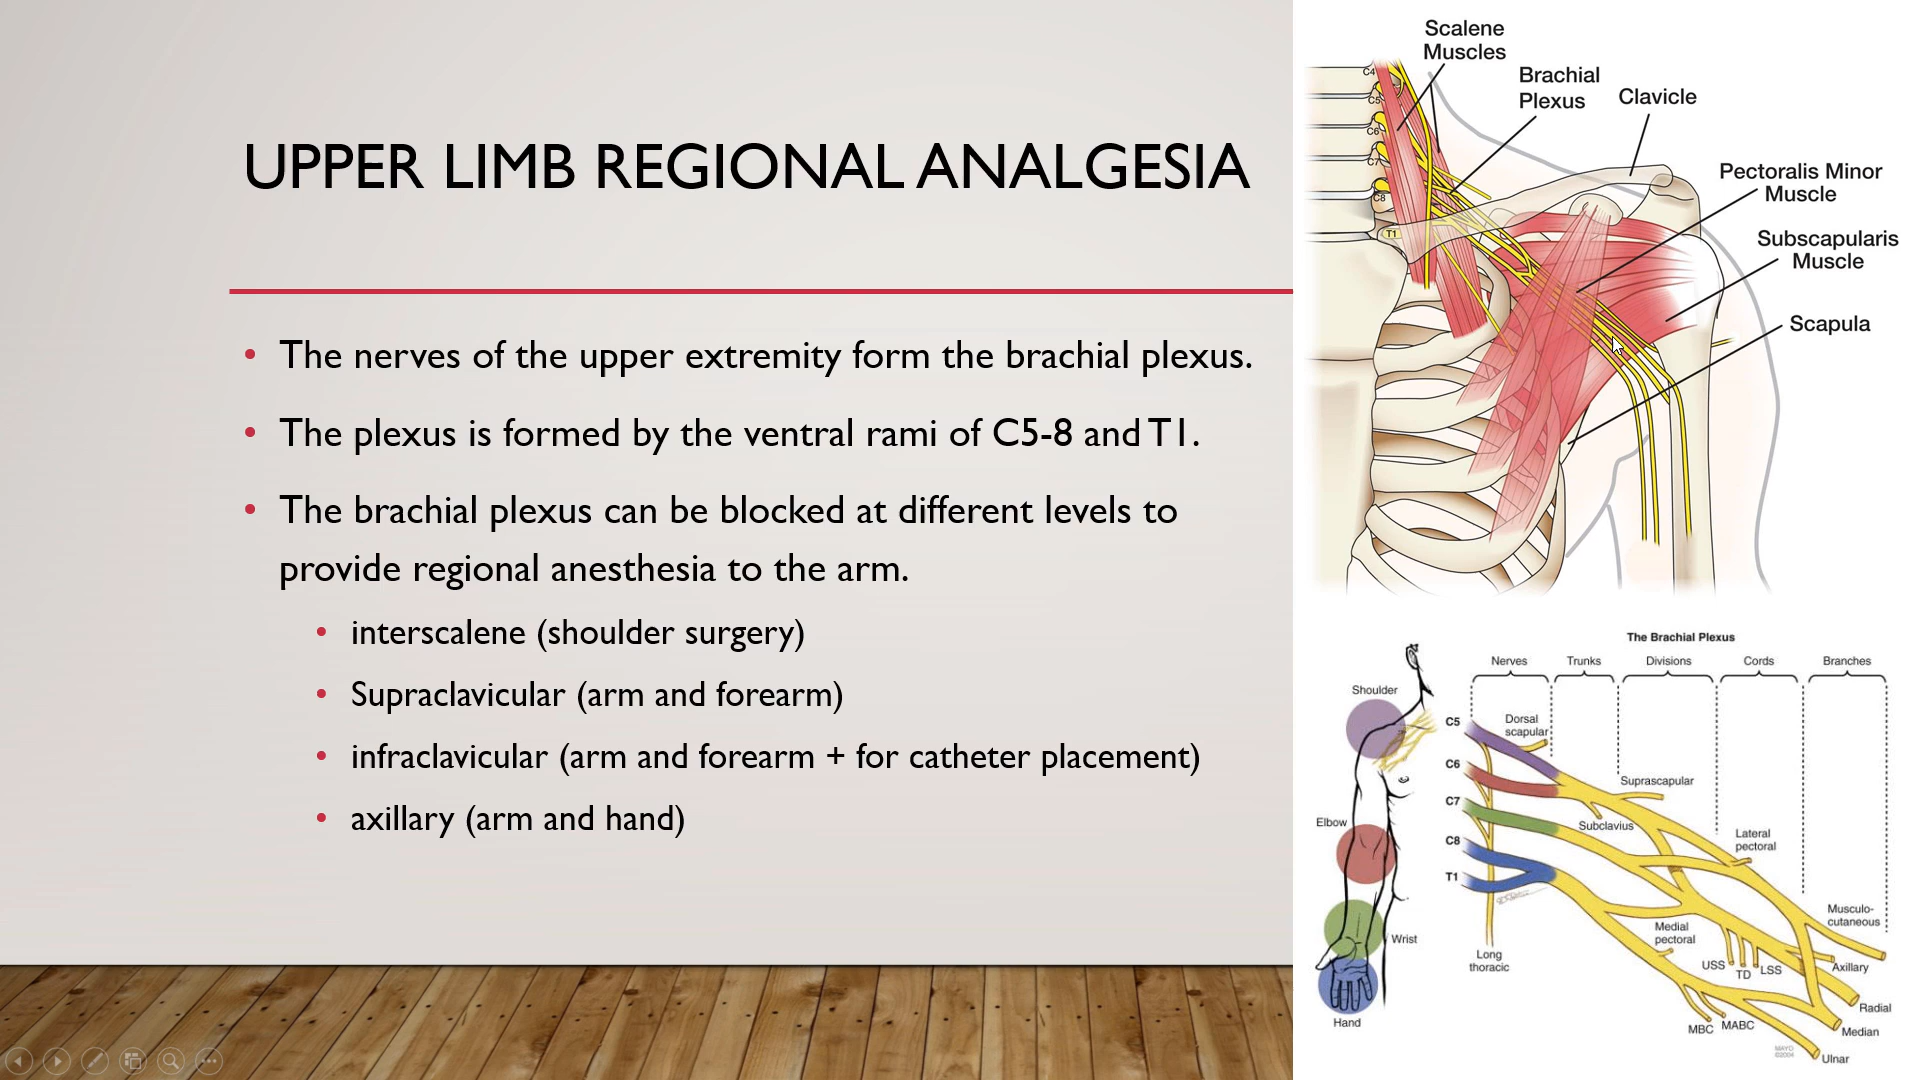 UPPER LIMB REGIONAL ANALGESIA
• The nerves of the upper extremity form the brachial plexus.
• The plexus is formed by the ventral rami of C5-8 and T1.
• The brachial plexus can be blocked at different levels to
provide regional anesthesia to the arm.
• interscalene (shoulder surgery)
• Supraclavicular (arm and forearm)
• infraclavicular (arm and forearm + for catheter placement)
• axillary (arm and hand)
Scalene
Muscles
Brachial
Plexus
Clavicle
Pectoralis Minor
Muscle
Subscapularis
Muscle
Scapula
C4
C5
C6
C7
C8
T1
The Brachial Plexus
Nerves
Trunks
Divisions
Cords
Branches
Shoulder
Elbow
Wrist
Hand
C5
C6
C7
C8
T1
Dorsal
scapular
Suprascapular
Subclavius
Lateral
pectoral
Musculo-
cutaneous
Medial
pectoral
Long
thoracic
USS
TD
LSS
Axillary
Radial
MBC
MABC
Median
Ulnar
MAYO
©2004